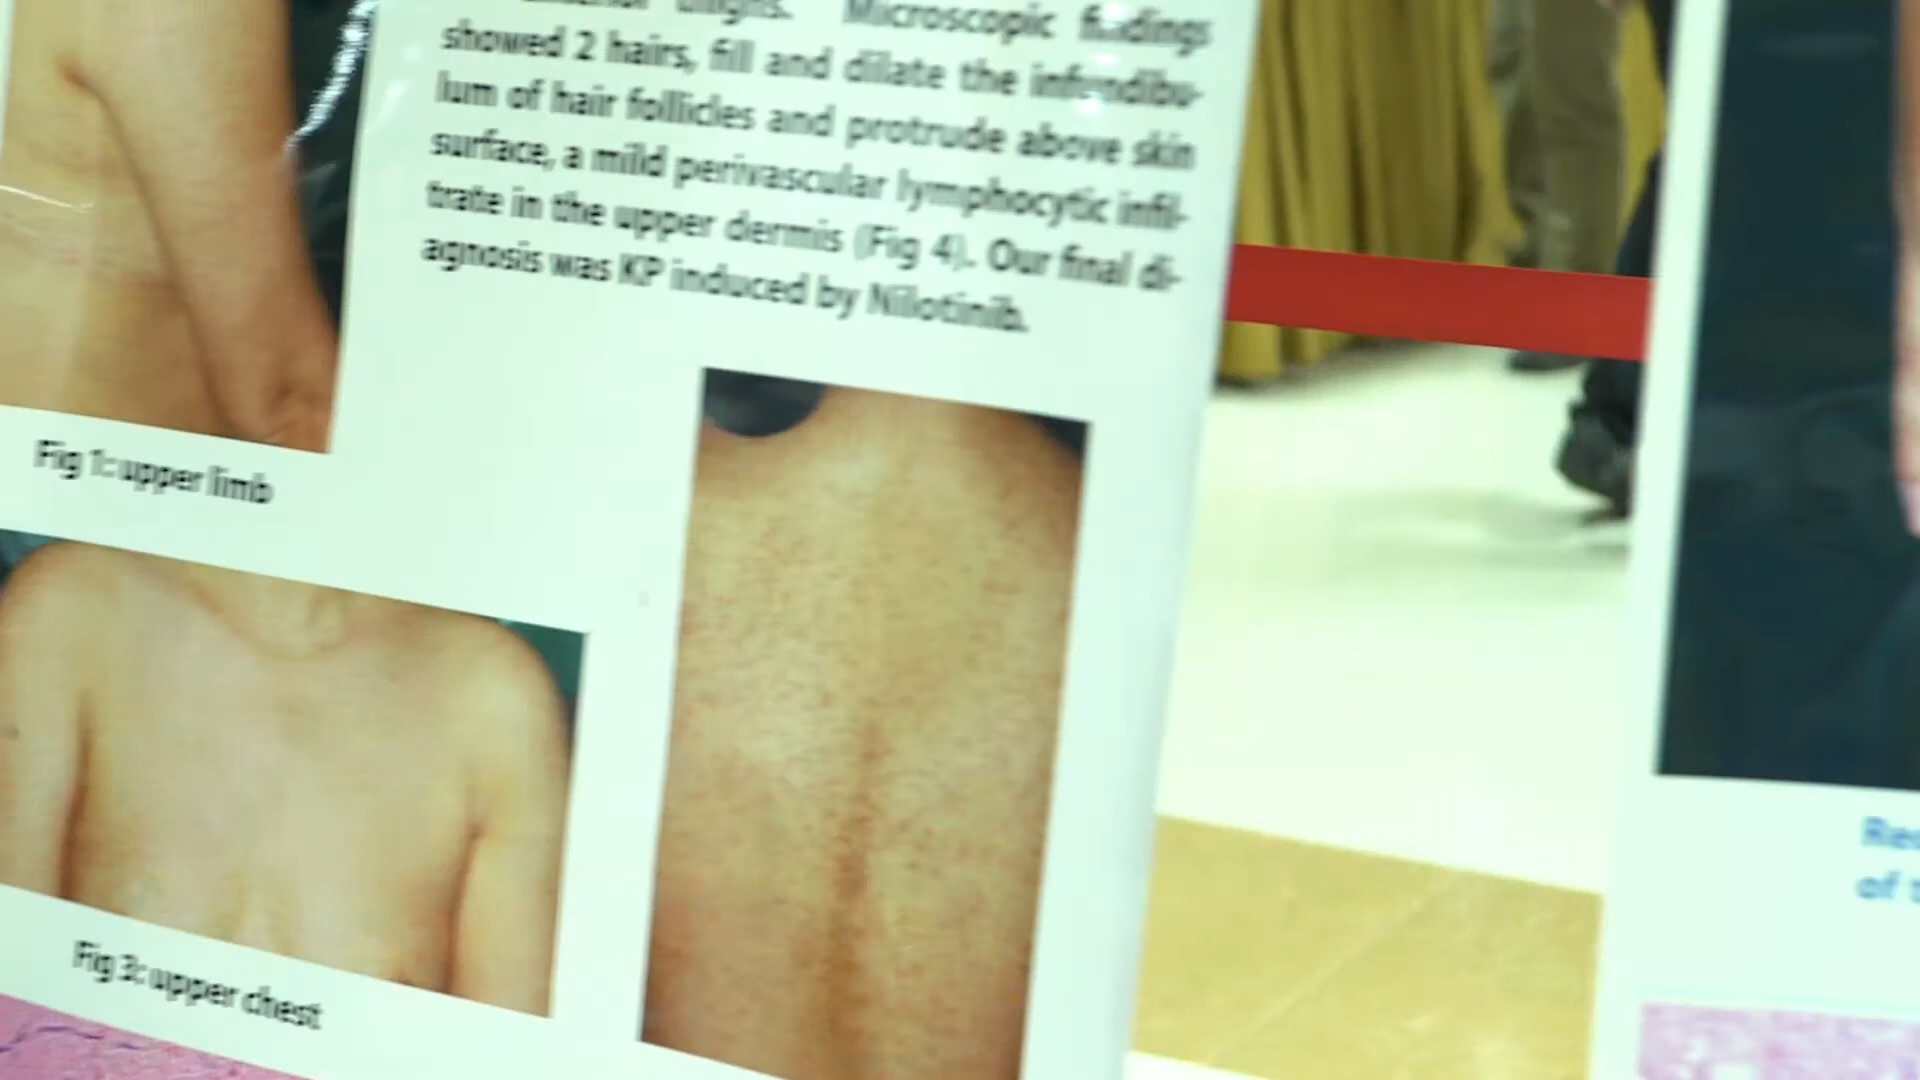 Microscopic findings
showed 2 hairs, fill and dilate the infrndibu-
lum of hair follicles and protrude above skin
surface, a mild perivascular lymphocytic infil-
trate in the upper dermis (Fig 4). Our final di-
agnosis was KP induced by Nilotinib.
Fig 1: upper limb
Fig 3: upper chest
of